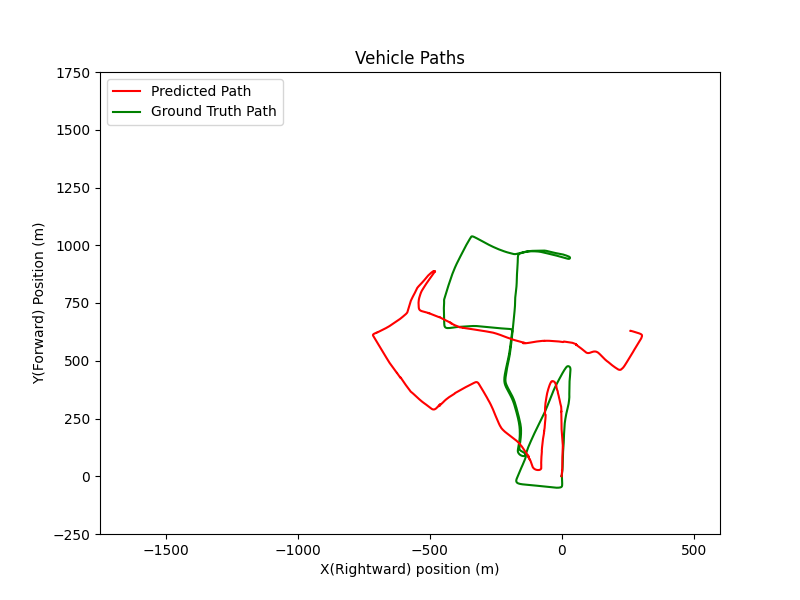 Vehicle Paths
Predicted Path
Ground Truth Path
1750
1500
1250
1000
750
500
250
0
−250
Y(Forward) Position (m)
−1500
−1000
−500
0
500
X(Rightward) position (m)